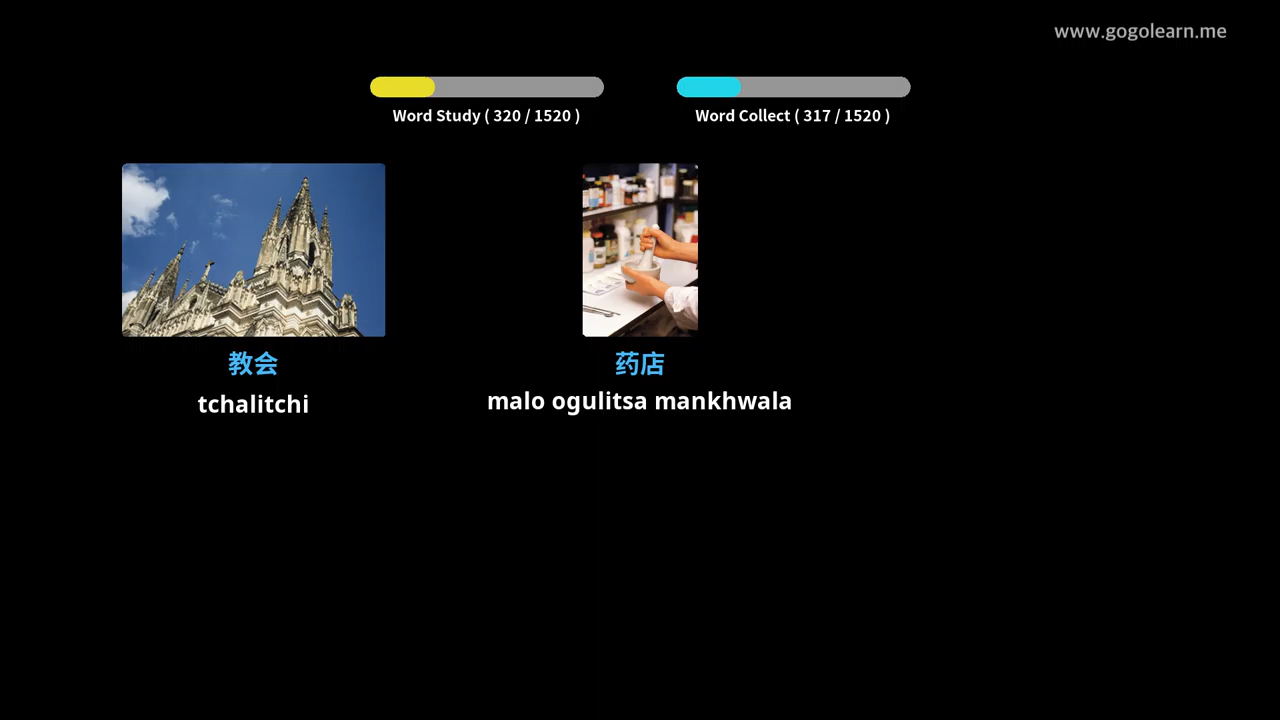 www.gogolearn.me
Word Study ( 320 / 1520 )
Word Collect ( 317 / 1520 )
教会
tchalitchi
药店
malo ogulitsa mankhwala